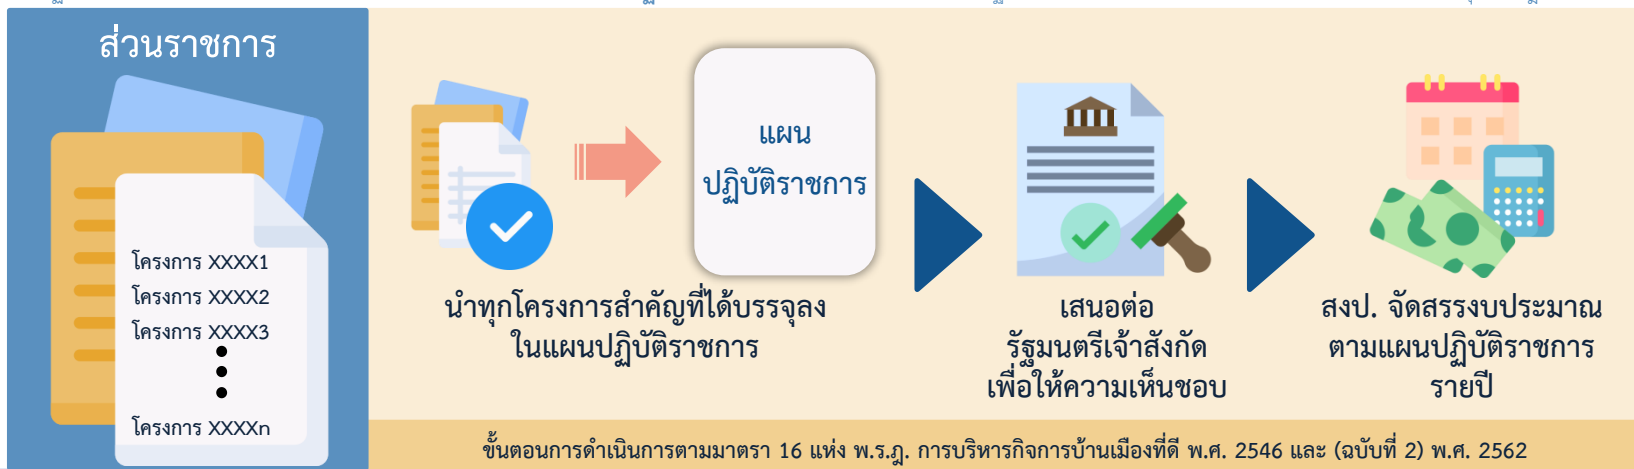 ส่วนราชการ
โครงการ XXXX1
โครงการ XXXX2
โครงการ XXXX3
โครงการ XXXXn
แผน
ปฏิบัติราชการ
นำทุกโครงการสำคัญที่ได้บรรจุลง
ในแผนปฏิบัติราชการ
เสนอต่อ
รัฐมนตรีเจ้าสังกัด
เพื่อให้ความเห็นชอบ
สงป. จัดสรรงบประมาณ
ตามแผนปฏิบัติราชการ
รายปี
ขั้นตอนการดำเนินการตามมาตรา 16 แห่ง พ.ร.ฎ. การบริหารกิจการบ้านเมืองที่ดี พ.ศ. 2546 และ (ฉบับที่ 2) พ.ศ. 2562